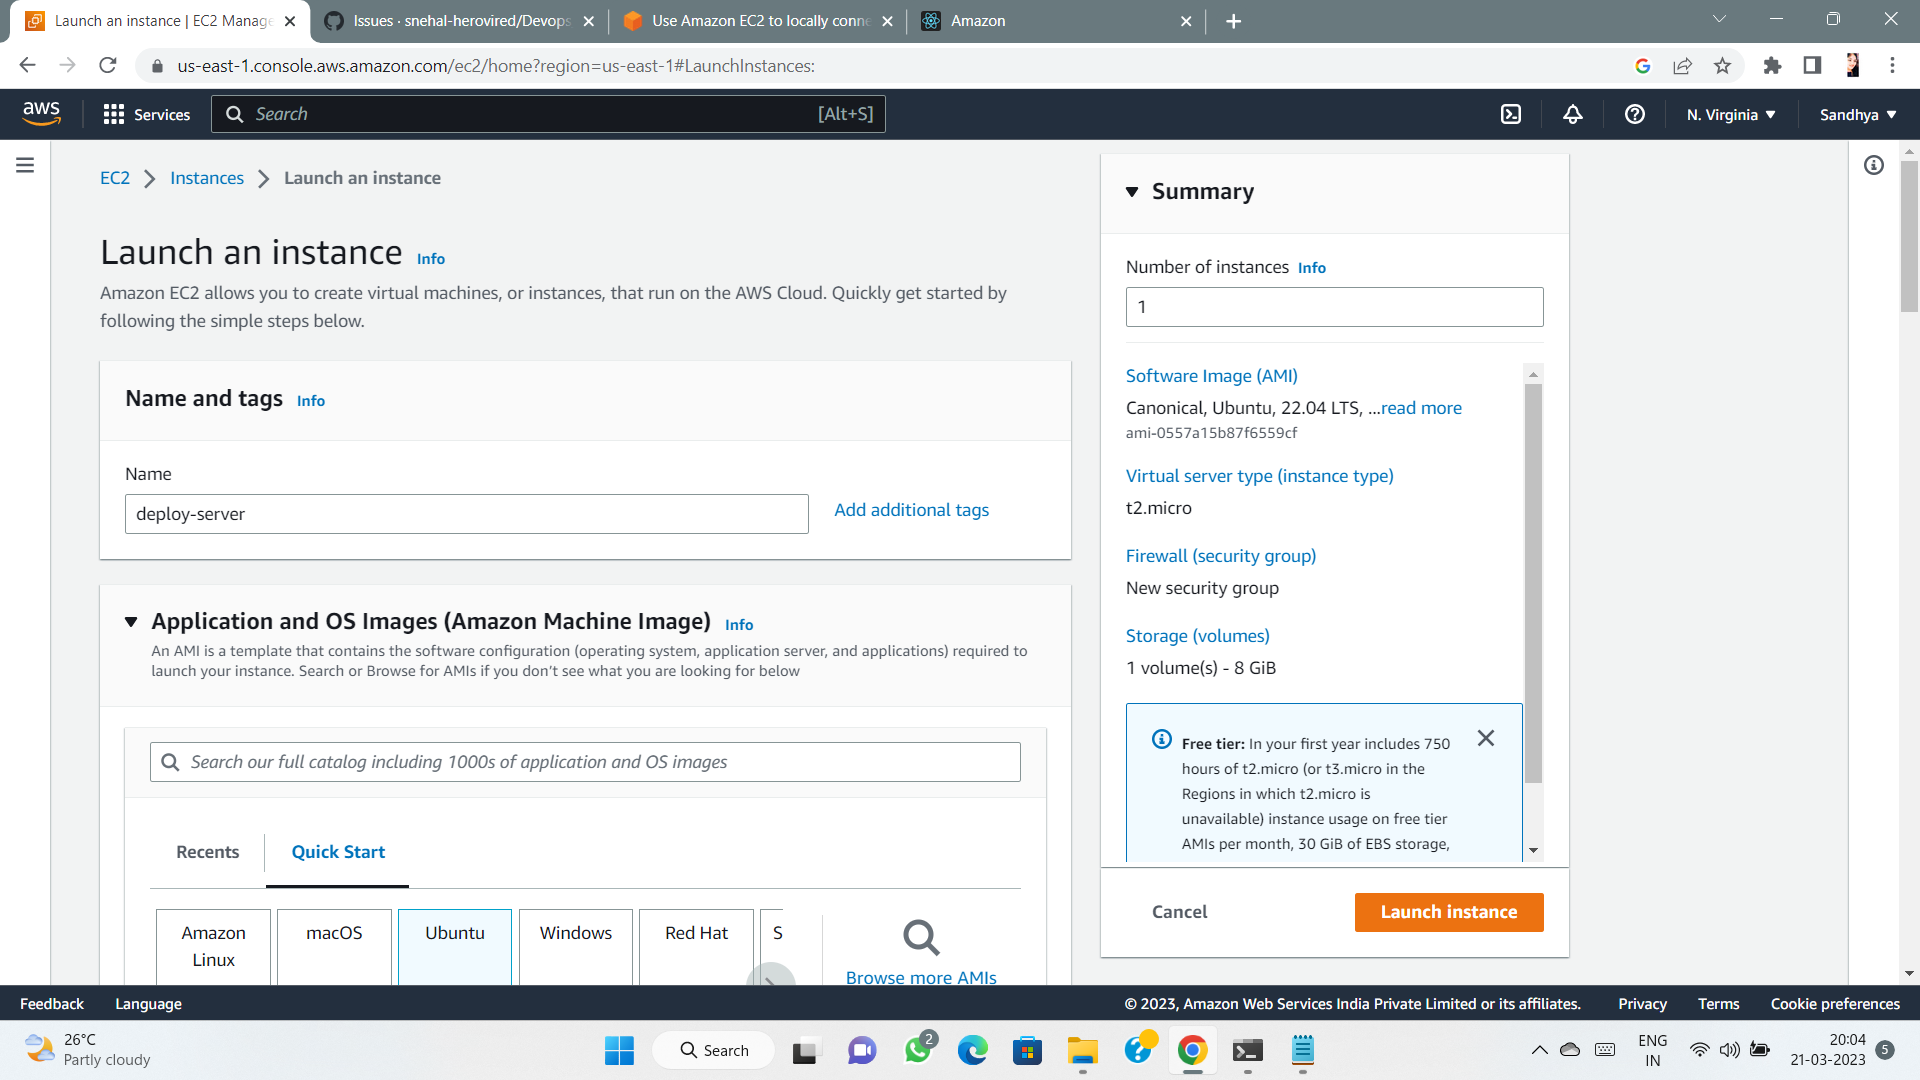 Launch an instance | EC2 Manage
Issues · snehal-herovired/Devops
Use Amazon EC2 to locally conne
Amazon
us-east-1.console.aws.amazon.com/ec2/home?region=us-east-1#LaunchInstances:
aws
Services
Search
[Alt+S]
N. Virginia
Sandhya
EC2
Instances
Launch an instance
Launch an instance Info
Amazon EC2 allows you to create virtual machines, or instances, that run on the AWS Cloud. Quickly get started by
following the simple steps below.
Name and tags Info
Name
deploy-server
Add additional tags
Application and OS Images (Amazon Machine Image) Info
An AMI is a template that contains the software configuration (operating system, application server, and applications) required to
launch your instance. Search or Browse for AMIs if you don't see what you are looking for below
Search our full catalog including 1000s of application and OS images
Recents
Quick Start
Amazon
Linux
macOS
Ubuntu
Windows
Red Hat
S
Browse more AMIs
Summary
Number of instances Info
1
Software Image (AMI)
Canonical, Ubuntu, 22.04 LTS, ...read more
ami-0557a15b87f6559cf
Virtual server type (instance type)
t2.micro
Firewall (security group)
New security group
Storage (volumes)
1 volume(s) - 8 GiB
Free tier: In your first year includes 750
hours of t2.micro (or t3.micro in the
Regions in which t2.micro is
unavailable) instance usage on free tier
AMIs per month, 30 GiB of EBS storage,
Cancel
Launch instance
Feedback
Language
© 2023, Amazon Web Services India Private Limited or its affiliates.
Privacy
Terms
Cookie preferences
26°C
Partly cloudy
Search
2
ENG
IN
20:04
21-03-2023
5